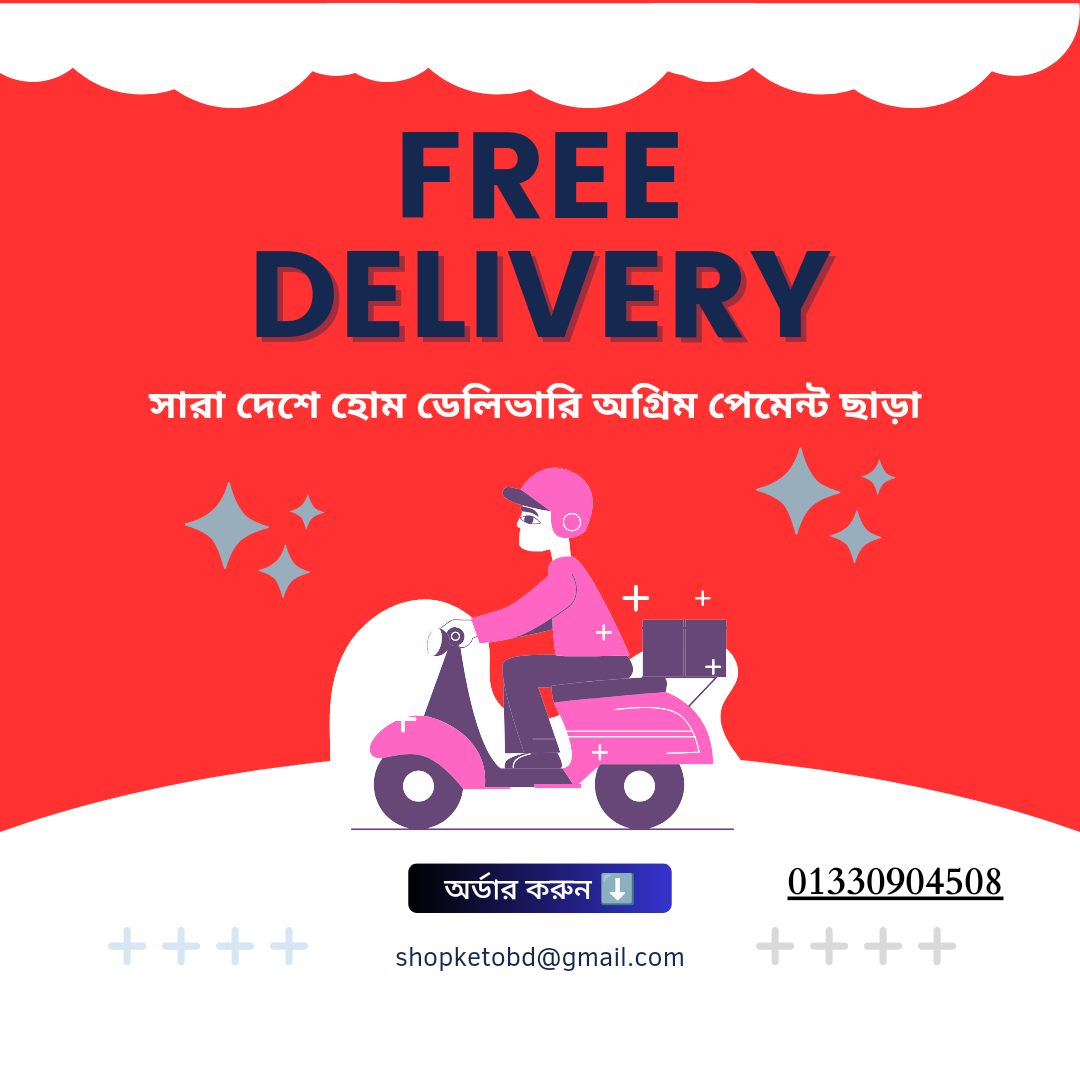 FREE
DELIVERY
সারা দেশে হোম ডেলিভারি অগ্রিম পেমেন্ট ছাড়া
অর্ডার করুন ⬇️
01330904508
shopketobd@gmail.com